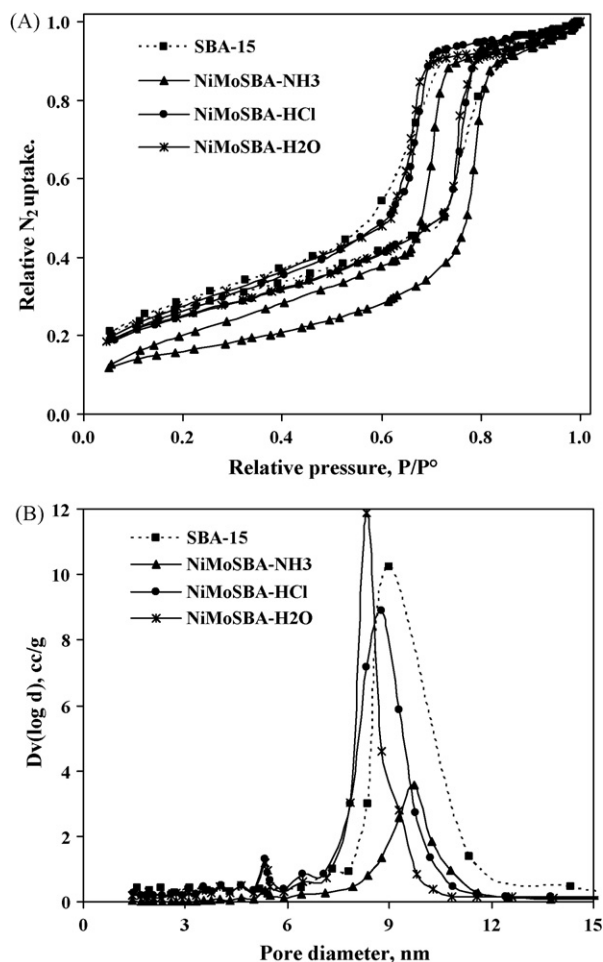 (A)
1.0
0.8
0.6
0.4
0.2
0.0
Relative N2 uptake.
SBA-15
NiMoSBA-NH3
NiMoSBA-HCl
NiMoSBA-H2O
0.0 0.2 0.4 0.6 0.8 1.0
Relative pressure, P/P°
(B)
12
10
8
6
4
2
0
Dv(log d), cc/g
SBA-15
NiMoSBA-NH3
NiMoSBA-HCl
NiMoSBA-H2O
0 3 6 9 12 15
Pore diameter, nm